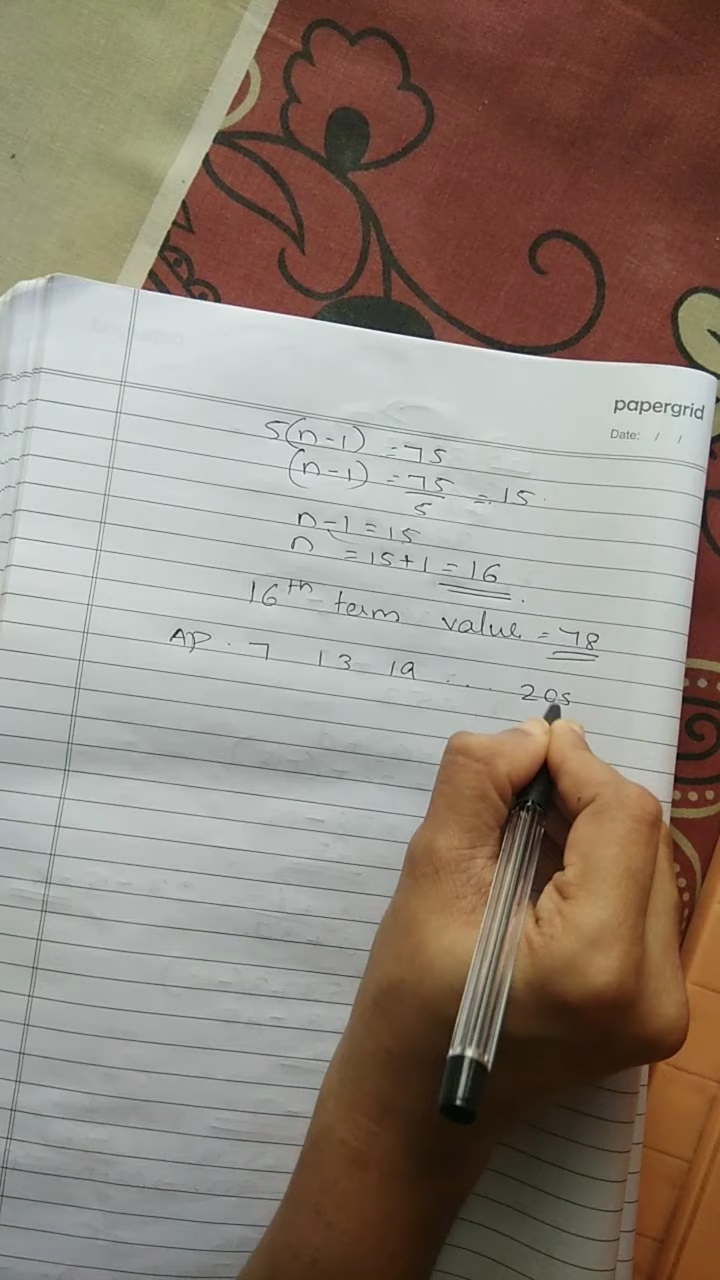 papergrid
Date: / /
5(n-1) = 75
(n-1) = 75/5 = 15
n-1 = 15
n = 15+1 = 16
16th term value = 78
AP. 7 13 19 .... 205